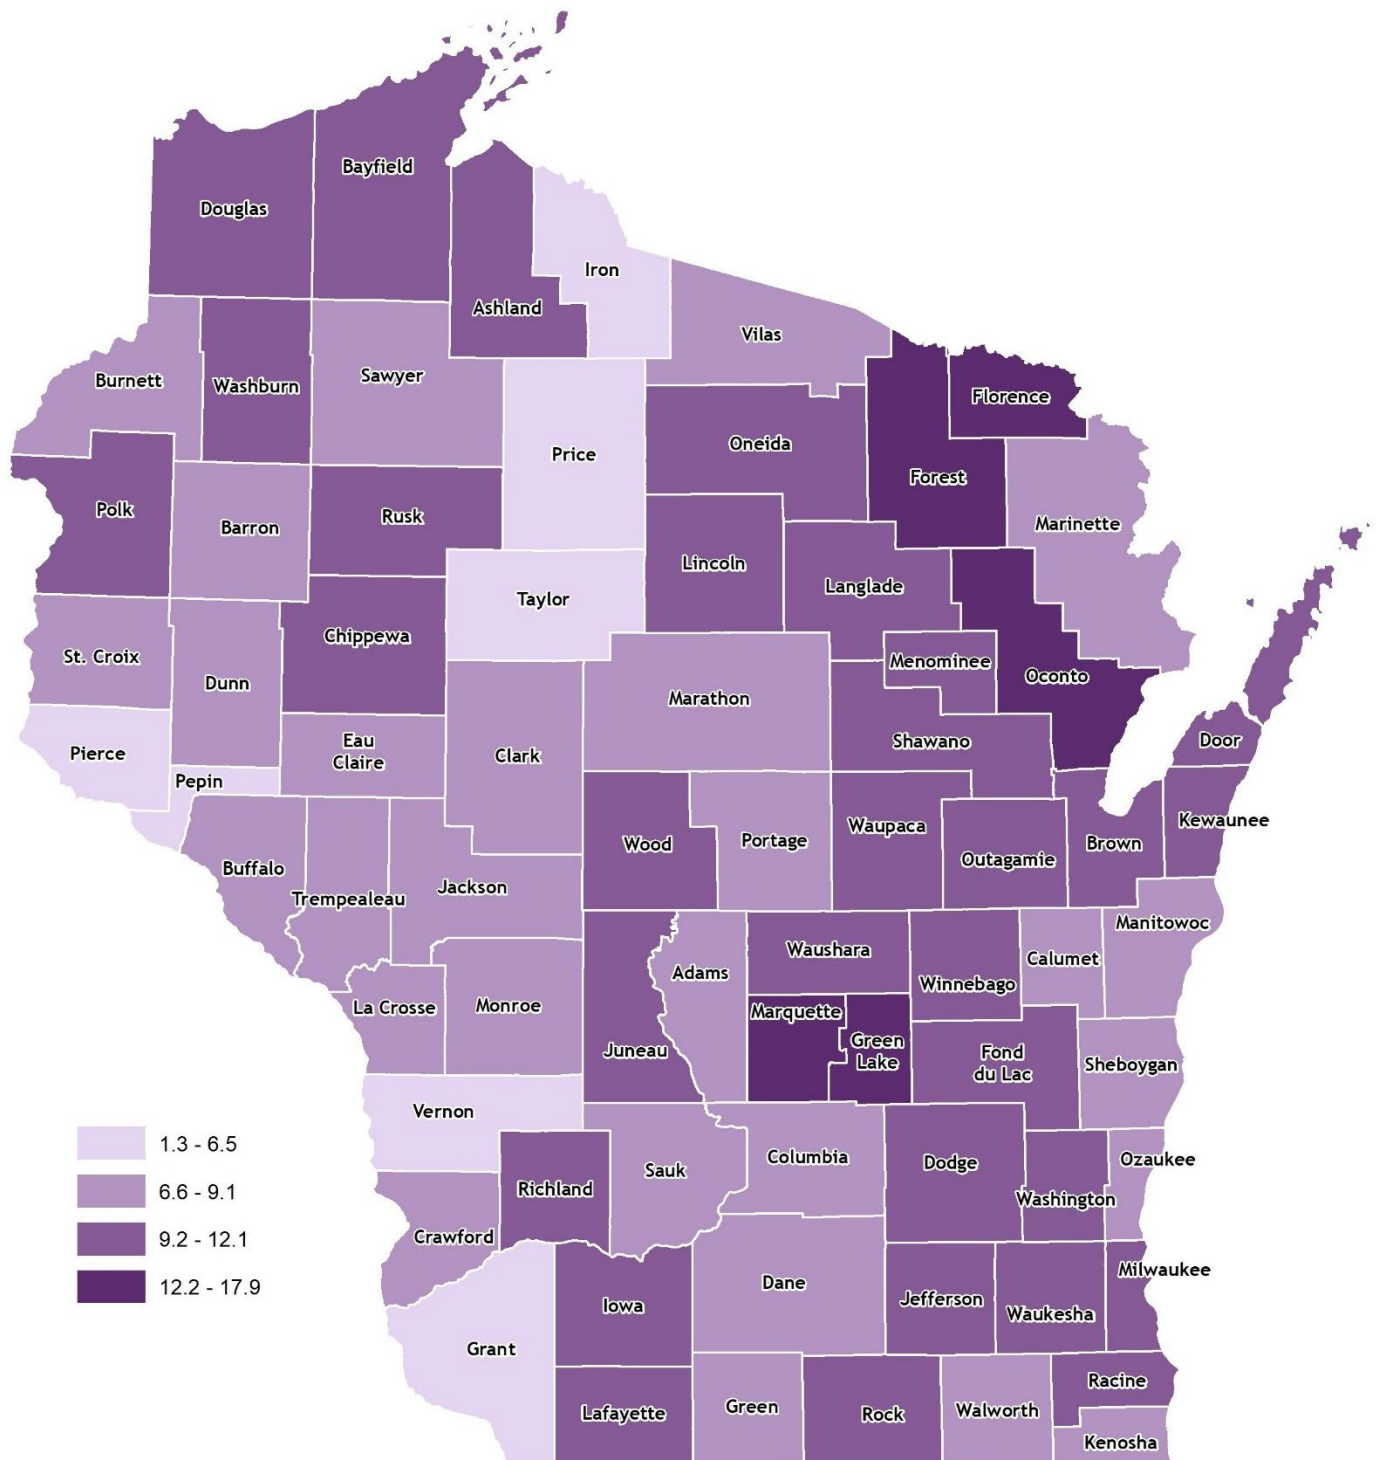 Bayfield
Douglas
Iron
Ashland
Vilas
Burnett
Washburn
Sawyer
Florence
Oneida
Price
Forest
Polk
Rusk
Barron
Marinette
Lincoln
Langlade
Taylor
Chippewa
St. Croix
Menominee
Dunn
Oconto
Marathon
Eau
Claire
Pierce
Clark
Shawano
Door
Pepin
Kewaunee
Waupaca
Wood
Portage
Brown
Outagamie
Buffalo
Jackson
Trempealeau
Manitowoc
Waushara
Calumet
Adams
Winnebago
La Crosse
Monroe
Marquette
Green
Lake
Juneau
Fond
du Lac
Sheboygan
Vernon
1.3 - 6.5
Columbia
Dodge
Ozaukee
Sauk
Richland
6.6 - 9.1
Washington
Crawford
9.2 - 12.1
Milwaukee
Dane
12.2 - 17.9
Iowa
Jefferson
Waukesha
Grant
Racine
Lafayette
Green
Rock
Walworth
Kenosha